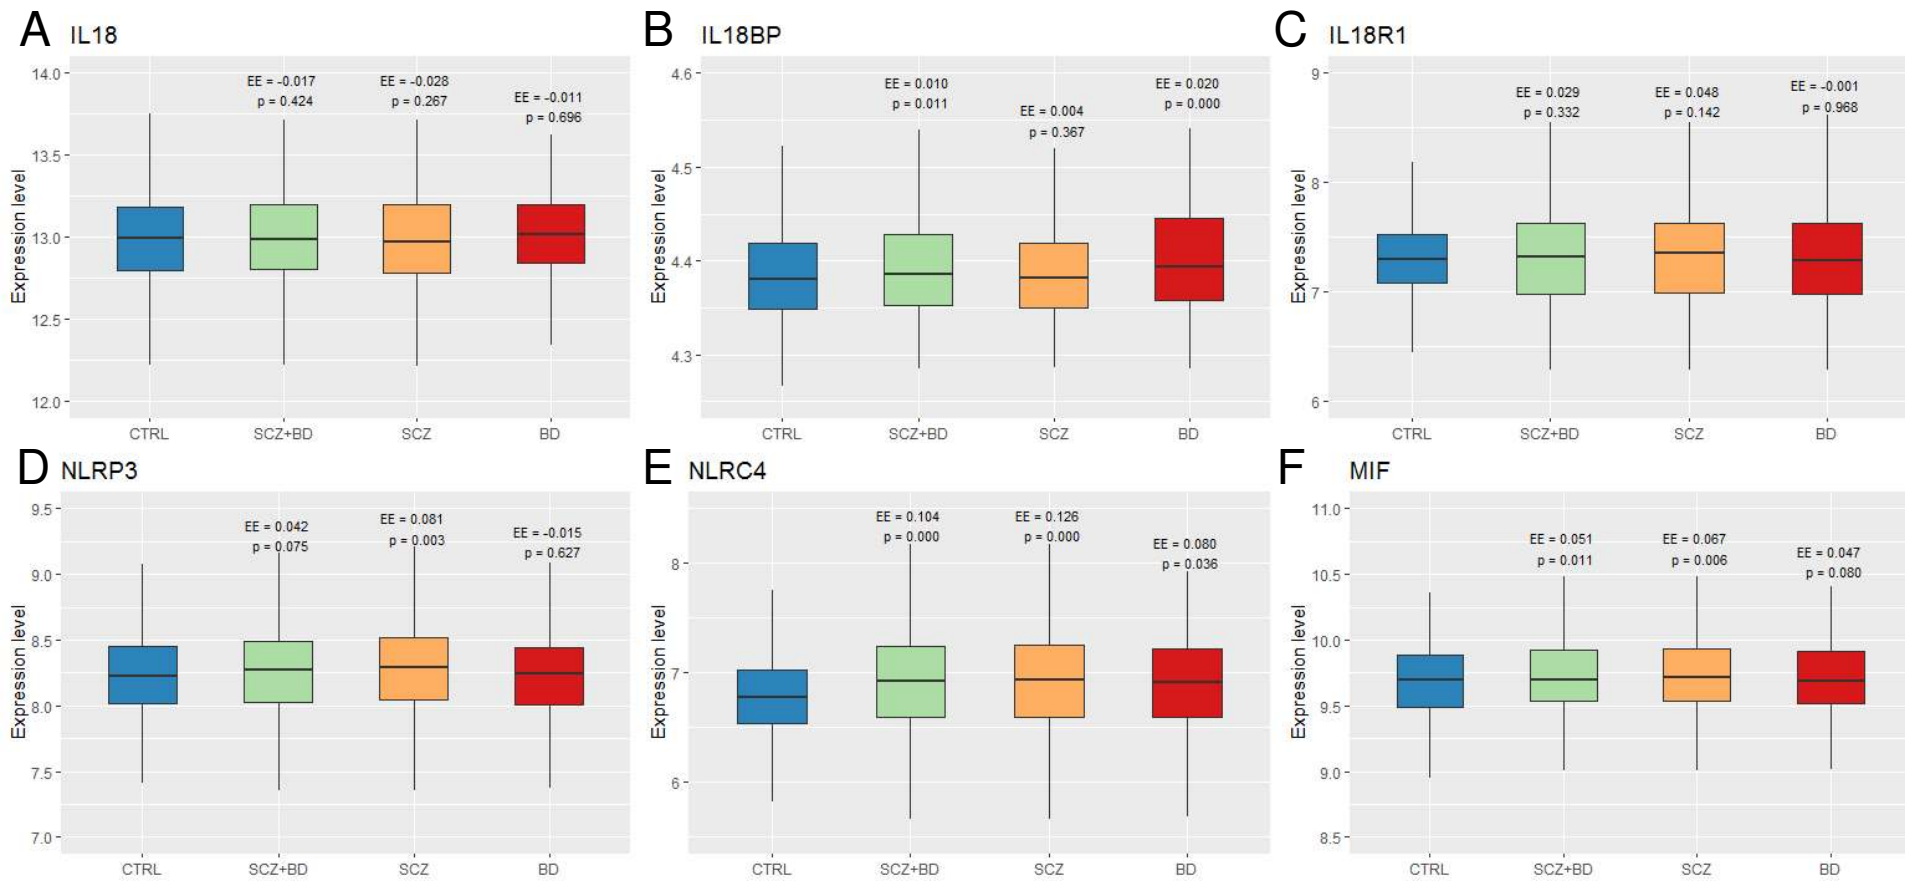 A IL18
14.0
13.5
13.0
12.5
12.0
Expression level
EE = -0.017
p = 0.424
EE = -0.028
p = 0.267
EE = -0.011
p = 0.696
CTRL SCZ+BD SCZ BD
B IL18BP
4.6
4.5
4.4
4.3
Expression level
EE = 0.010
p = 0.011
EE = 0.004
p = 0.367
EE = 0.020
p = 0.000
CTRL SCZ+BD SCZ BD
C IL18R1
9
8
7
6
Expression level
EE = 0.029
p = 0.332
EE = 0.048
p = 0.142
EE = -0.001
p = 0.968
CTRL SCZ+BD SCZ BD
D NLRP3
9.5
9.0
8.5
8.0
7.5
7.0
Expression level
EE = 0.042
p = 0.075
EE = 0.081
p = 0.003
EE = -0.015
p = 0.627
CTRL SCZ+BD SCZ BD
E NLRC4
8
7
6
Expression level
EE = 0.104
p = 0.000
EE = 0.126
p = 0.000
EE = 0.080
p = 0.036
CTRL SCZ+BD SCZ BD
F MIF
11.0
10.5
10.0
9.5
9.0
8.5
Expression level
EE = 0.051
p = 0.011
EE = 0.067
p = 0.006
EE = 0.047
p = 0.080
CTRL SCZ+BD SCZ BD